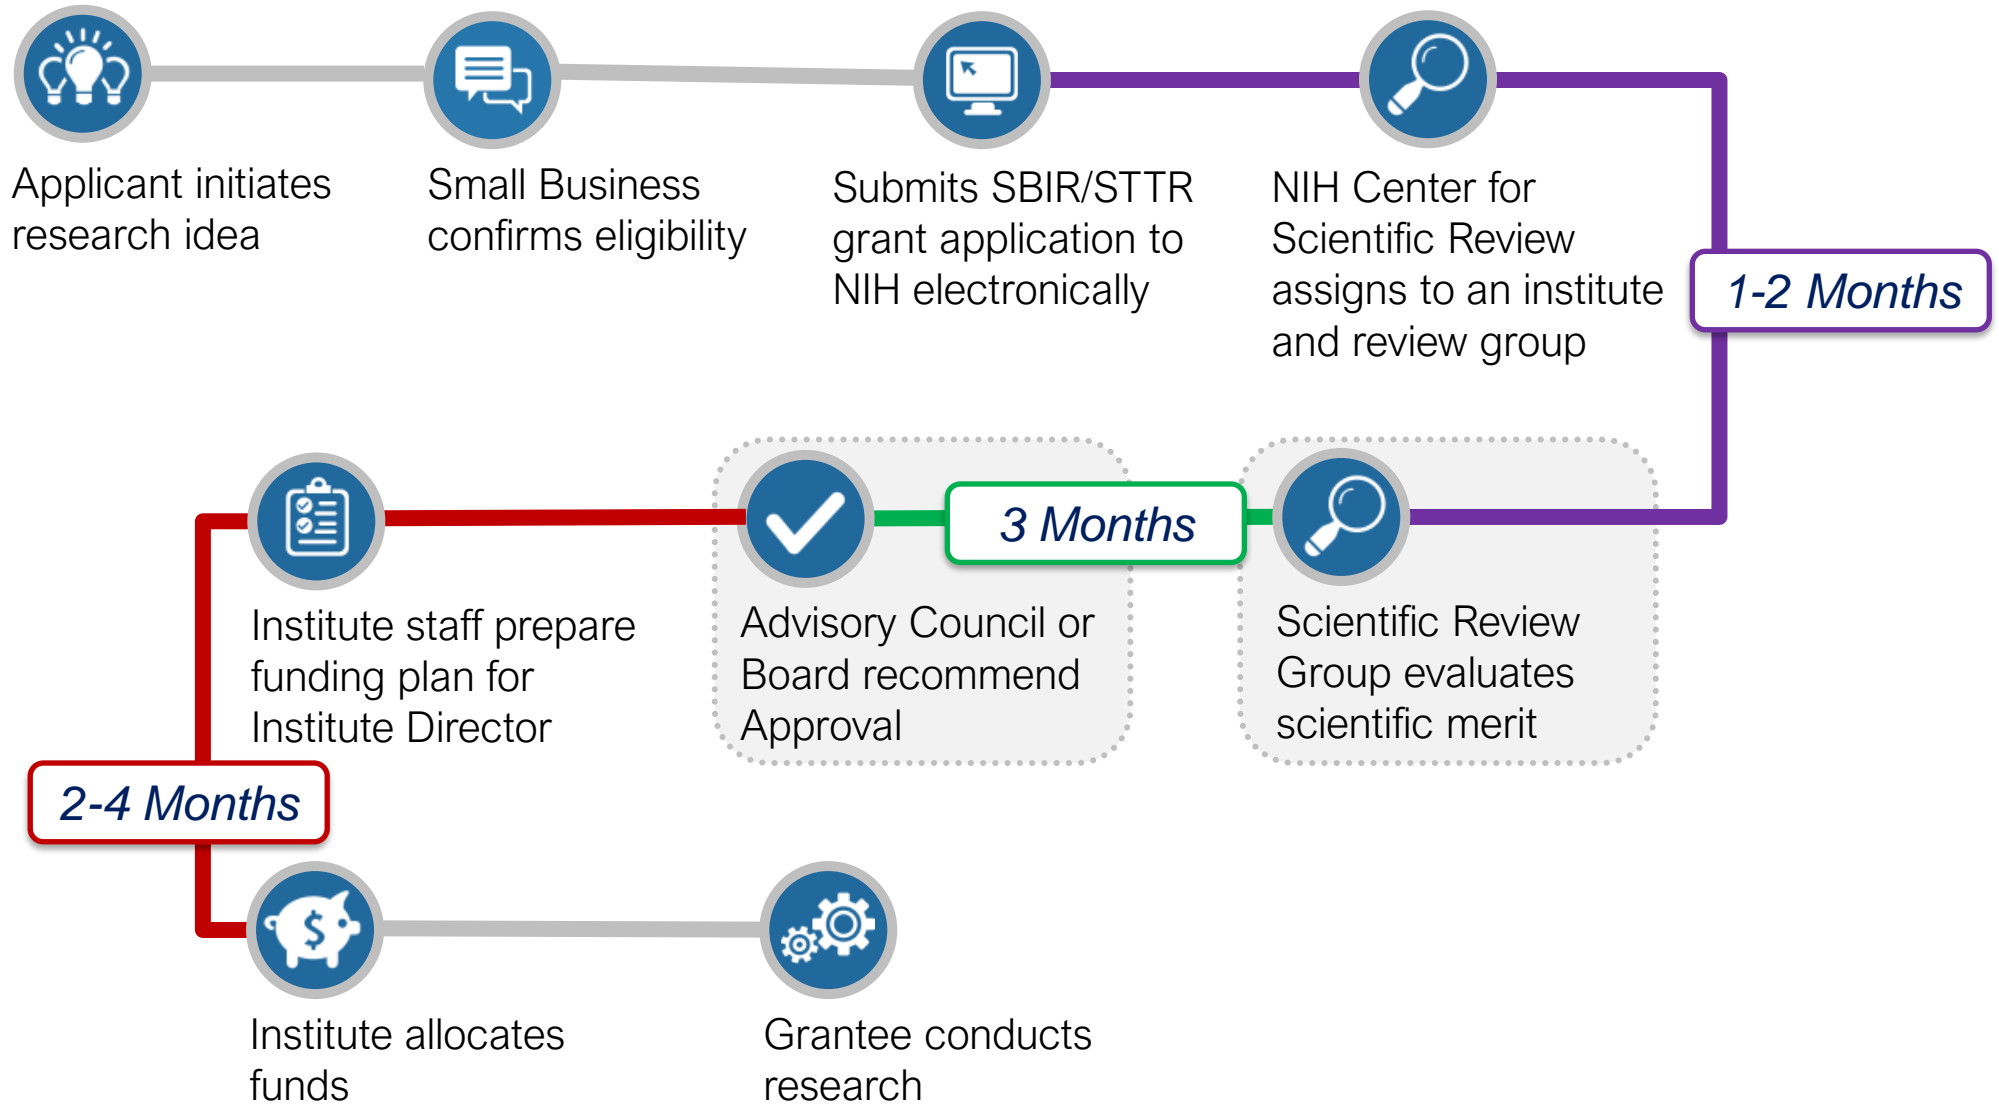 Applicant initiates
research idea
Small Business
confirms eligibility
Submits SBIR/STTR
grant application to
NIH electronically
NIH Center for
Scientific Review
assigns to an institute
and review group
1-2 Months
Scientific Review
Group evaluates
scientific merit
3 Months
Advisory Council or
Board recommend
Approval
Institute staff prepare
funding plan for
Institute Director
2-4 Months
$
Institute allocates
funds
Grantee conducts
research